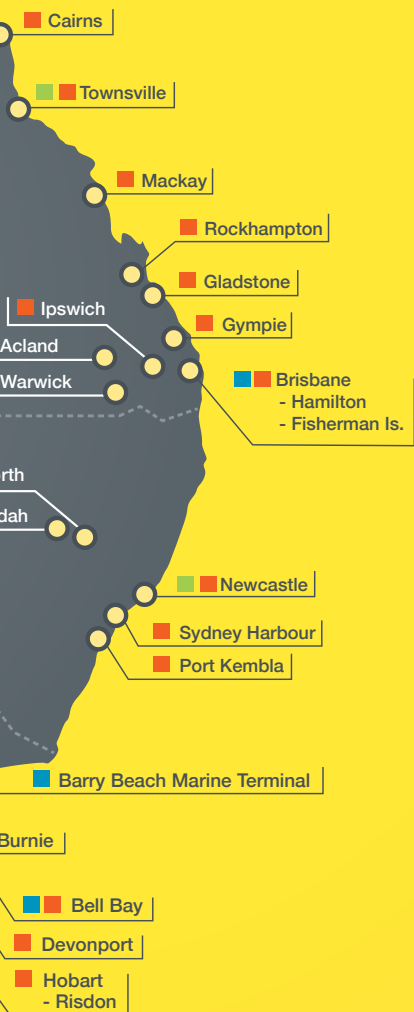 Cairns
Townsville
Mackay
Rockhampton
Gladstone
Ipswich
Gympie
Acland
Warwick
Brisbane
- Hamilton
- Fisherman Is.
rth
dah
Newcastle
Sydney Harbour
Port Kembla
Barry Beach Marine Terminal
Burnie
Bell Bay
Devonport
Hobart
- Risdon